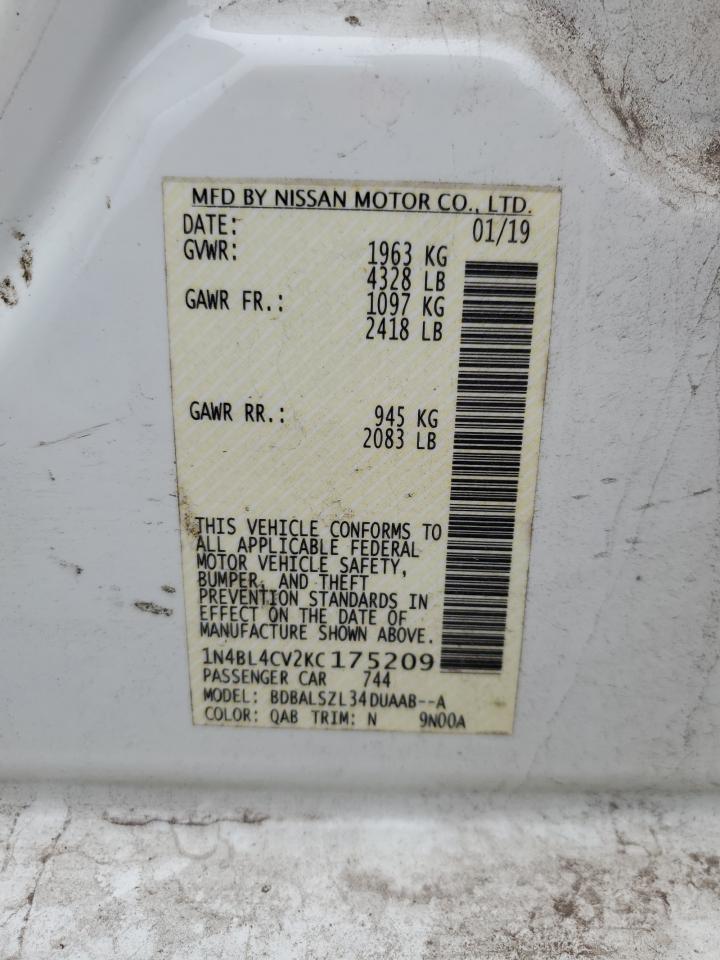 MFD BY NISSAN MOTOR CO., LTD.
DATE: 01/19
GVWR: 1963 KG
4328 LB
GAWR FR.: 1097 KG
2418 LB
GAWR RR.: 945 KG
2083 LB
THIS VEHICLE CONFORMS TO
ALL APPLICABLE FEDERAL
MOTOR VEHICLE SAFETY,
BUMPER, AND THEFT
PREVENTION STANDARDS IN
EFFECT ON THE DATE OF
MANUFACTURE SHOWN ABOVE.
1N4BL4CV2KC175209
PASSENGER CAR 744
MODEL: BDBALSZL34DUAAB--A
COLOR: QAB TRIM: N 9N00A